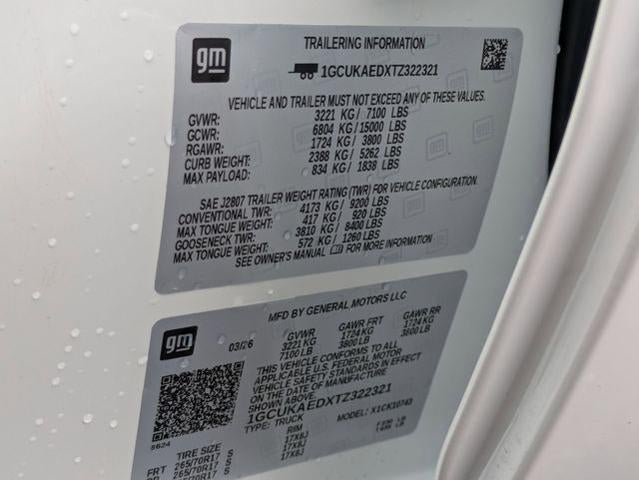 gm
TRAILERING INFORMATION
1GCUKAEDXTZ322321
VEHICLE AND TRAILER MUST NOT EXCEED ANY OF THESE VALUES.
GVWR: 3221 KG / 7100 LBS
GCWR: 6804 KG / 15000 LBS
RGAWR: 1724 KG / 3800 LBS
CURB WEIGHT: 2388 KG / 5262 LBS
MAX PAYLOAD: 834 KG / 1838 LBS
SAE J2807 TRAILER WEIGHT RATING (TWR) FOR VEHICLE CONFIGURATION.
CONVENTIONAL TWR: 4173 KG / 9200 LBS
MAX TONGUE WEIGHT: 417 KG / 920 LBS
GOOSENECK TWR: 3810 KG / 8400 LBS
MAX TONGUE WEIGHT: 572 KG / 1260 LBS
SEE OWNER'S MANUAL FOR MORE INFORMATION
gm
MFD BY GENERAL MOTORS LLC
03/26 GVWR GAWR FRT GAWR RR
3221 KG 1724 KG 1724 KG
7100 LB 3800 LB 3800 LB
THIS VEHICLE CONFORMS TO ALL
APPLICABLE U.S. FEDERAL MOTOR
VEHICLE SAFETY STANDARDS IN EFFECT
ON THE DATE OF MANUFACTURE
1GCUKAEDXTZ322321
TYPE: TRUCK MODEL: X1CK10743
S624
TIRE SIZE RIM
FRT 265/70R17 S 17X8J
265/70R17 S 17X8J
17X8J